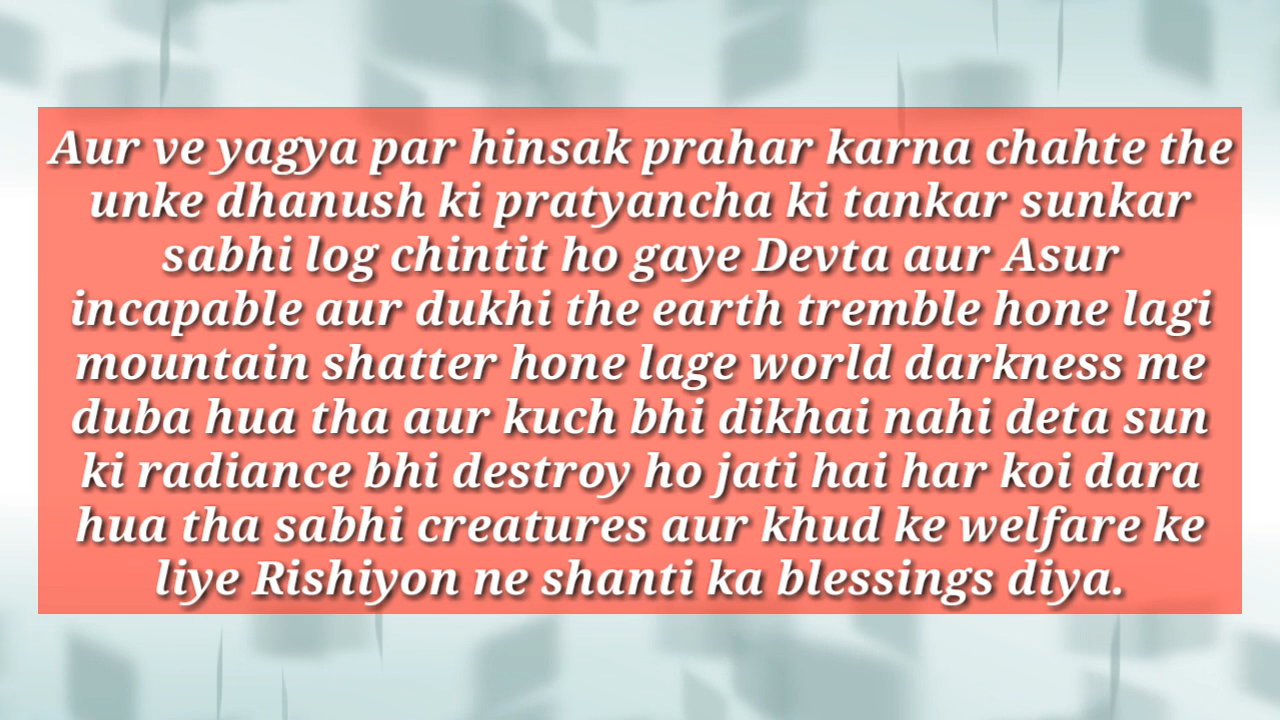 Aur ve yagya par hinsak prahar karna chahte the
unke dhanush ki pratyancha ki tankar sunkar
sabhi log chintit ho gaye Devta aur Asur
incapable aur dukhi the earth tremble hone lagi
mountain shatter hone lage world darkness me
duba hua tha aur kuch bhi dikhai nahi deta sun
ki radiance bhi destroy ho jati hai har koi dara
hua tha sabhi creatures aur khud ke welfare ke
liye Rishiyon ne shanti ka blessings diya.